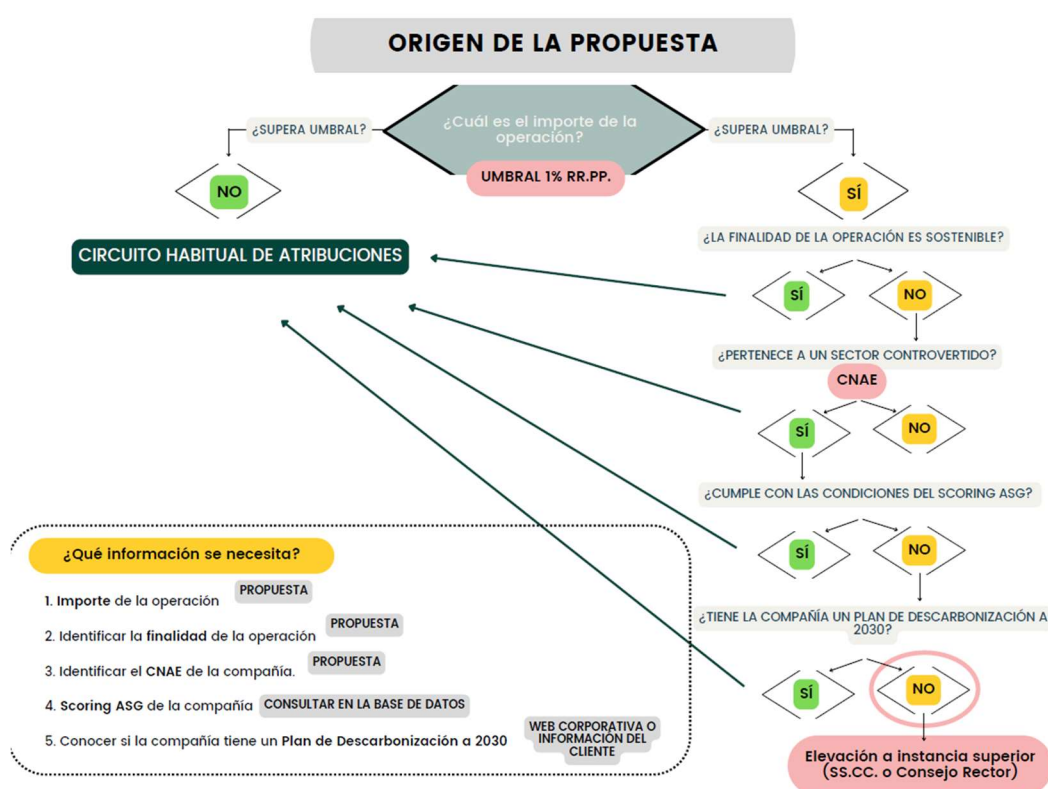 ORIGEN DE LA PROPUESTA
¿Cuál es el importe de la
operación?
UMBRAL 1% RR.PP.
¿SUPERA UMBRAL?
NO
CIRCUITO HABITUAL DE ATRIBUCIONES
¿SUPERA UMBRAL?
SÍ
¿LA FINALIDAD DE LA OPERACIÓN ES SOSTENIBLE?
SÍ
NO
¿PERTENECE A UN SECTOR CONTROVERTIDO?
CNAE
SÍ
NO
¿CUMPLE CON LAS CONDICIONES DEL SCORING ASG?
SÍ
NO
¿TIENE LA COMPAÑÍA UN PLAN DE DESCARBONIZACIÓN A
2030?
SÍ
NO
Elevación a instancia superior
(SS.CC. o Consejo Rector)
¿Qué información se necesita?
1. Importe de la operación PROPUESTA
2. Identificar la finalidad de la operación PROPUESTA
3. Identificar el CNAE de la compañía. PROPUESTA
4. Scoring ASG de la compañía CONSULTAR EN LA BASE DE DATOS
5. Conocer si la compañía tiene un Plan de Descarbonización a 2030
WEB CORPORATIVA O
INFORMACIÓN DEL
CLIENTE